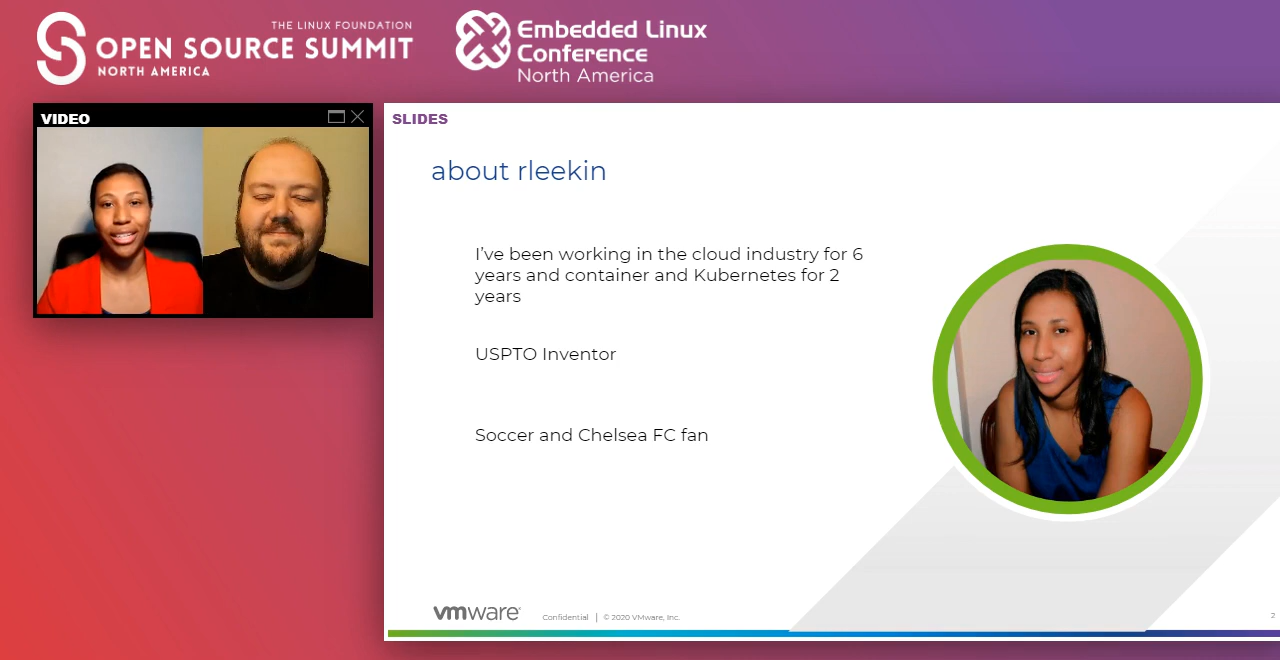 THE LINUX FOUNDATION
OPEN SOURCE SUMMIT
NORTH AMERICA
Embedded Linux
Conference
North America
VIDEO
SLIDES
about rleekin
I've been working in the cloud industry for 6
years and container and Kubernetes for 2
years
USPTO Inventor
Soccer and Chelsea FC fan
vmware®
Confidential | © 2020 VMware, Inc.
2